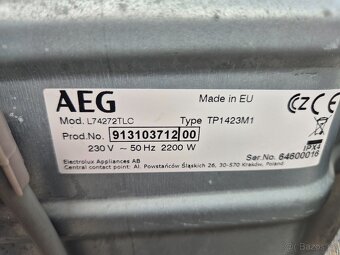 AEG
Made in EU
Mod. L74272TLC Type TP1423M1
Prod.No. 913103712 00
230 V ~ 50 Hz 2200 W
IPX4
Electrolux Appliances AB
Ser.No. 64600016
Central contact point: Al. Powstańców Śląskich 26, 30-570 Kraków, Poland